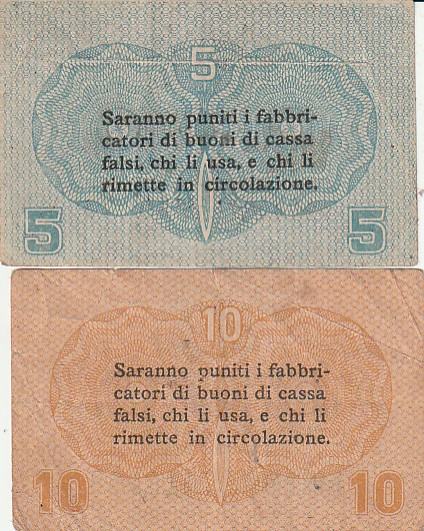 5
Saranno puniti i fabbri-
catori di buoni di cassa
falsi, chi li usa, e chi li
rimette in circolazione.
5 5
10
Saranno puniti i fabbri-
catori di buoni di cassa
falsi, chi li usa, e chi li
rimette in circolazione.
10 10